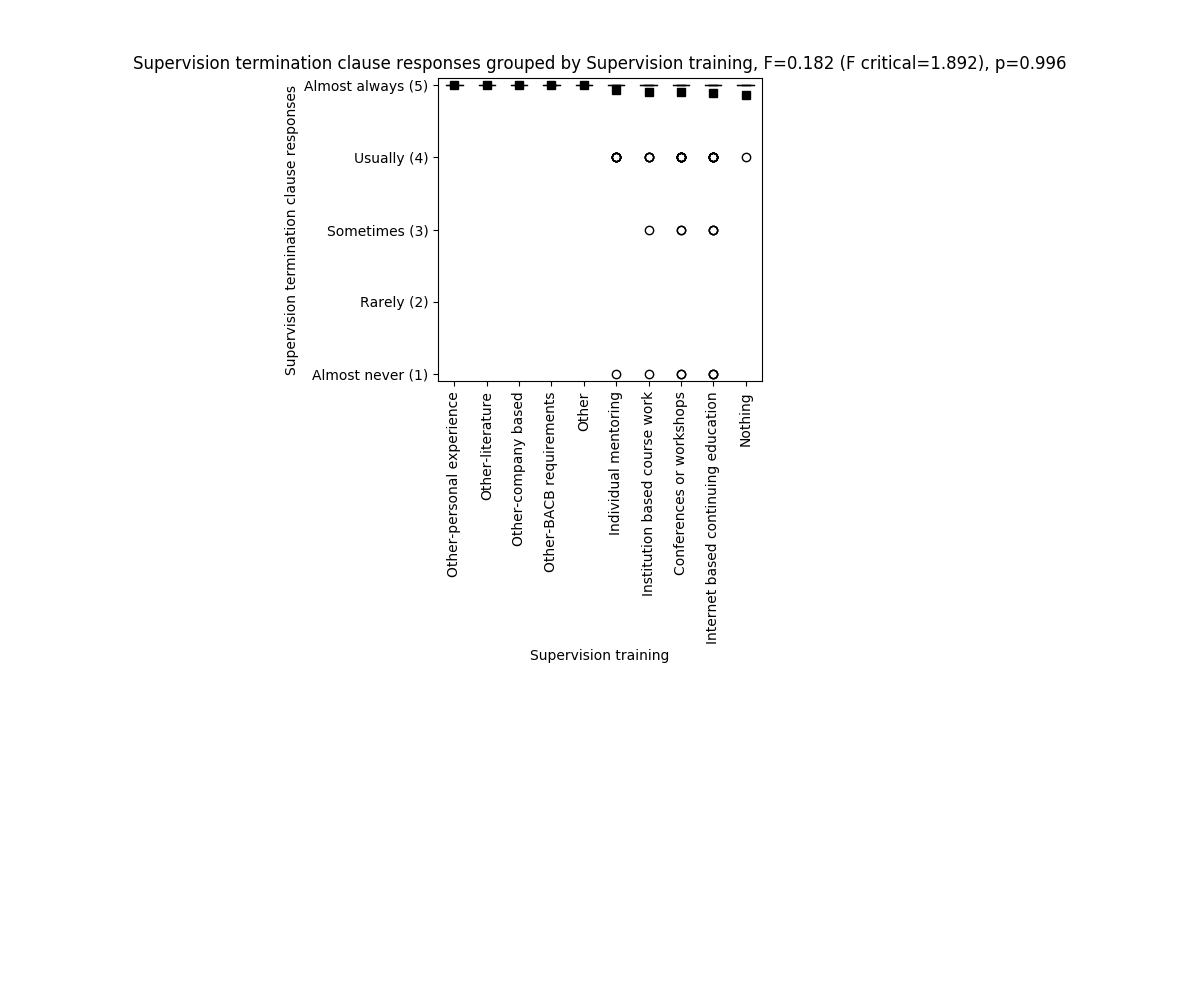 Supervision termination clause responses grouped by Supervision training, F=0.182 (F critical=1.892), p=0.996
Supervision termination clause responses
Almost always (5)
Usually (4)
Sometimes (3)
Rarely (2)
Almost never (1)
Other-personal experience
Other-literature
Other-company based
Other-BACB requirements
Other
Individual mentoring
Institution based course work
Conferences or workshops
Internet based continuing education
Nothing
Supervision training